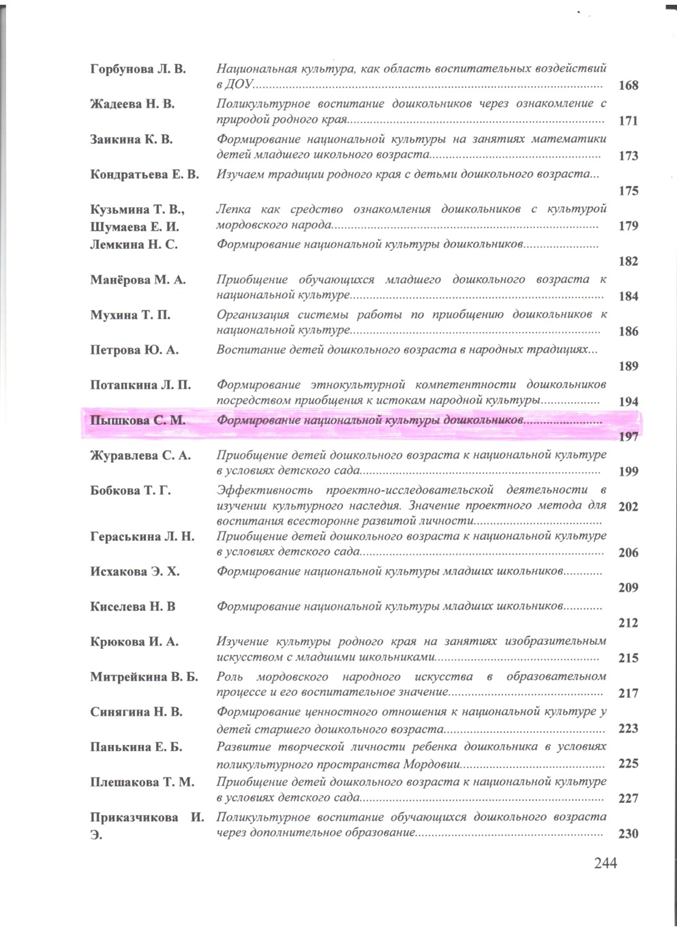 Горбунова Л. В. Национальная культура, как область воспитательных воздействий
в ДОУ.......... 168
Жадеева Н. В. Поликультурное воспитание дошкольников через ознакомление с
природой родного края.......... 171
Заикина К. В. Формирование национальной культуры на занятиях математики
детей младшего школьного возраста.......... 173
Кондратьева Е. В. Изучаем традиции родного края с детьми дошкольного возраста...
175
Кузьмина Т. В., Лепка как средство ознакомления дошкольников с культурой
Шумаева Е. И. мордовского народа.......... 179
Лемкина Н. С. Формирование национальной культуры дошкольников..........
182
Манёрова М. А. Приобщение обучающихся младшего дошкольного возраста к
национальной культуре.......... 184
Мухина Т. П. Организация системы работы по приобщению дошкольников к
национальной культуре.......... 186
Петрова Ю. А. Воспитание детей дошкольного возраста в народных традициях...
189
Потапкина Л. П. Формирование этнокультурной компетентности дошкольников
посредством приобщения к истокам народной культуры.......... 194
Пышкова С. М. Формирование национальной культуры дошкольников..........
197
Журавлева С. А. Приобщение детей дошкольного возраста к национальной культуре
в условиях детского сада.......... 199
Бобкова Т. Г. Эффективность проектно-исследовательской деятельности в
изучении культурного наследия. Значение проектного метода для 202
воспитания всесторонне развитой личности..........
Гераськина Л. Н. Приобщение детей дошкольного возраста к национальной культуре
в условиях детского сада.......... 206
Исхакова Э. Х. Формирование национальной культуры младших школьников..........
209
Киселева Н. В Формирование национальной культуры младших школьников..........
212
Крюкова И. А. Изучение культуры родного края на занятиях изобразительным
искусством с младшими школьниками.......... 215
Митрейкина В. Б. Роль мордовского народного искусства в образовательном
процессе и его воспитательное значение.......... 217
Синягина Н. В. Формирование ценностного отношения к национальной культуре у
детей старшего дошкольного возраста.......... 223
Панькина Е. Б. Развитие творческой личности ребенка дошкольника в условиях
поликультурного пространства Мордовии.......... 225
Плешакова Т. М. Приобщение детей дошкольного возраста к национальной культуре
в условиях детского сада.......... 227
Приказчикова И. Поликультурное воспитание обучающихся дошкольного возраста
Э. через дополнительное образование.......... 230
244